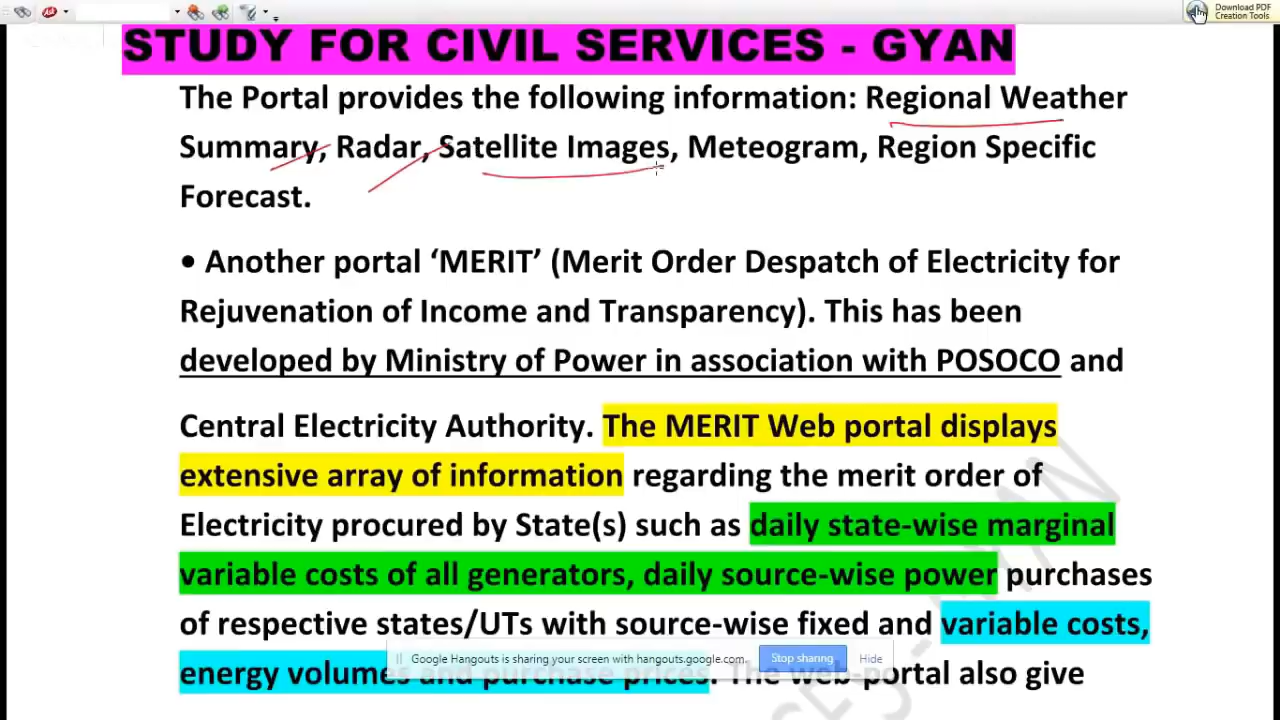 Download PDF
Creation Tools
STUDY FOR CIVIL SERVICES - GYAN
The Portal provides the following information: Regional Weather
Summary, Radar, Satellite Images, Meteogram, Region Specific
Forecast.
• Another portal ‘MERIT’ (Merit Order Despatch of Electricity for
Rejuvenation of Income and Transparency). This has been
developed by Ministry of Power in association with POSOCO and
Central Electricity Authority. The MERIT Web portal displays
extensive array of information regarding the merit order of
Electricity procured by State(s) such as daily state-wise marginal
variable costs of all generators, daily source-wise power purchases
of respective states/UTs with source-wise fixed and variable costs,
Google Hangouts is sharing your screen with hangouts.google.com. Stop sharing Hide
energy volumes and purchase prices. The web-portal also give